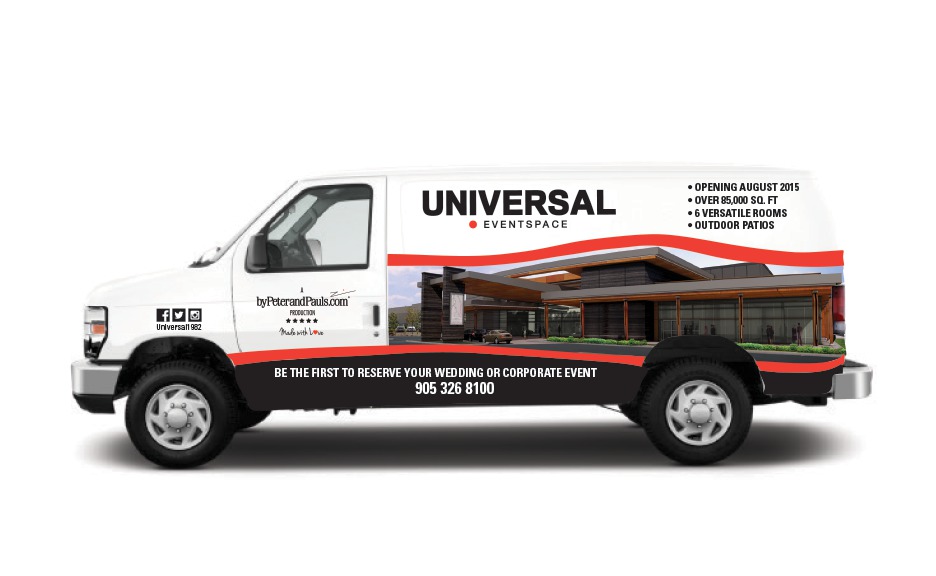 UNIVERSAL
EVENTSPACE
• OPENING AUGUST 2015
• OVER 85,000 SQ. FT
• 6 VERSATILE ROOMS
• OUTDOOR PATIOS
A
byPeterandPauls.com
PRODUCTION
Made with Love
Universal1982
BE THE FIRST TO RESERVE YOUR WEDDING OR CORPORATE EVENT
905 326 8100